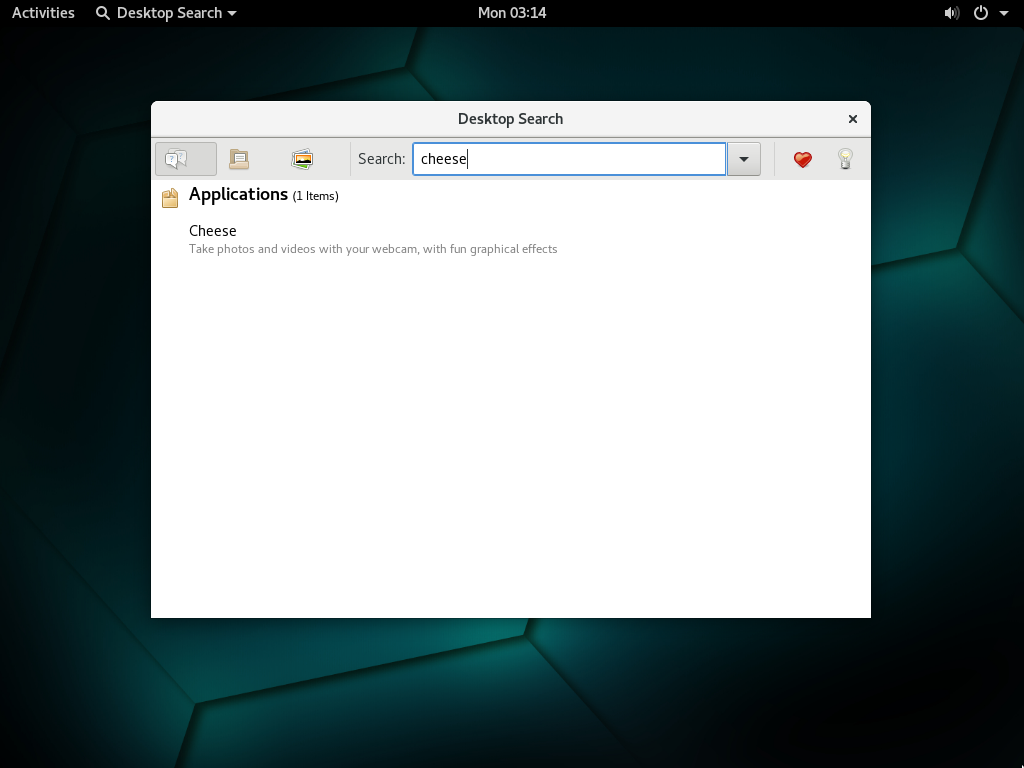 Activities Desktop Search Mon 03:14
Desktop Search
Search: cheese
Applications (1 Items)
Cheese
Take photos and videos with your webcam, with fun graphical effects